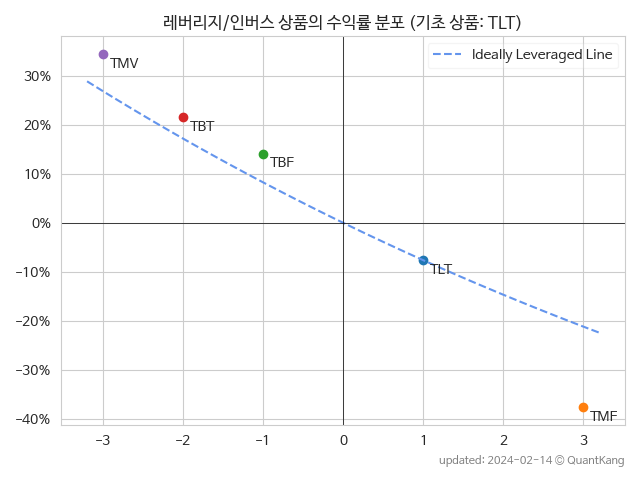 레버리지/인버스 상품의 수익률 분포 (기초 상품: TLT)
Ideally Leveraged Line
TMV
TBT
TBF
TLT
TMF
30%
20%
10%
0%
−10%
−20%
−30%
−40%
−3
−2
−1
0
1
2
3
updated: 2024-02-14 © QuantKang